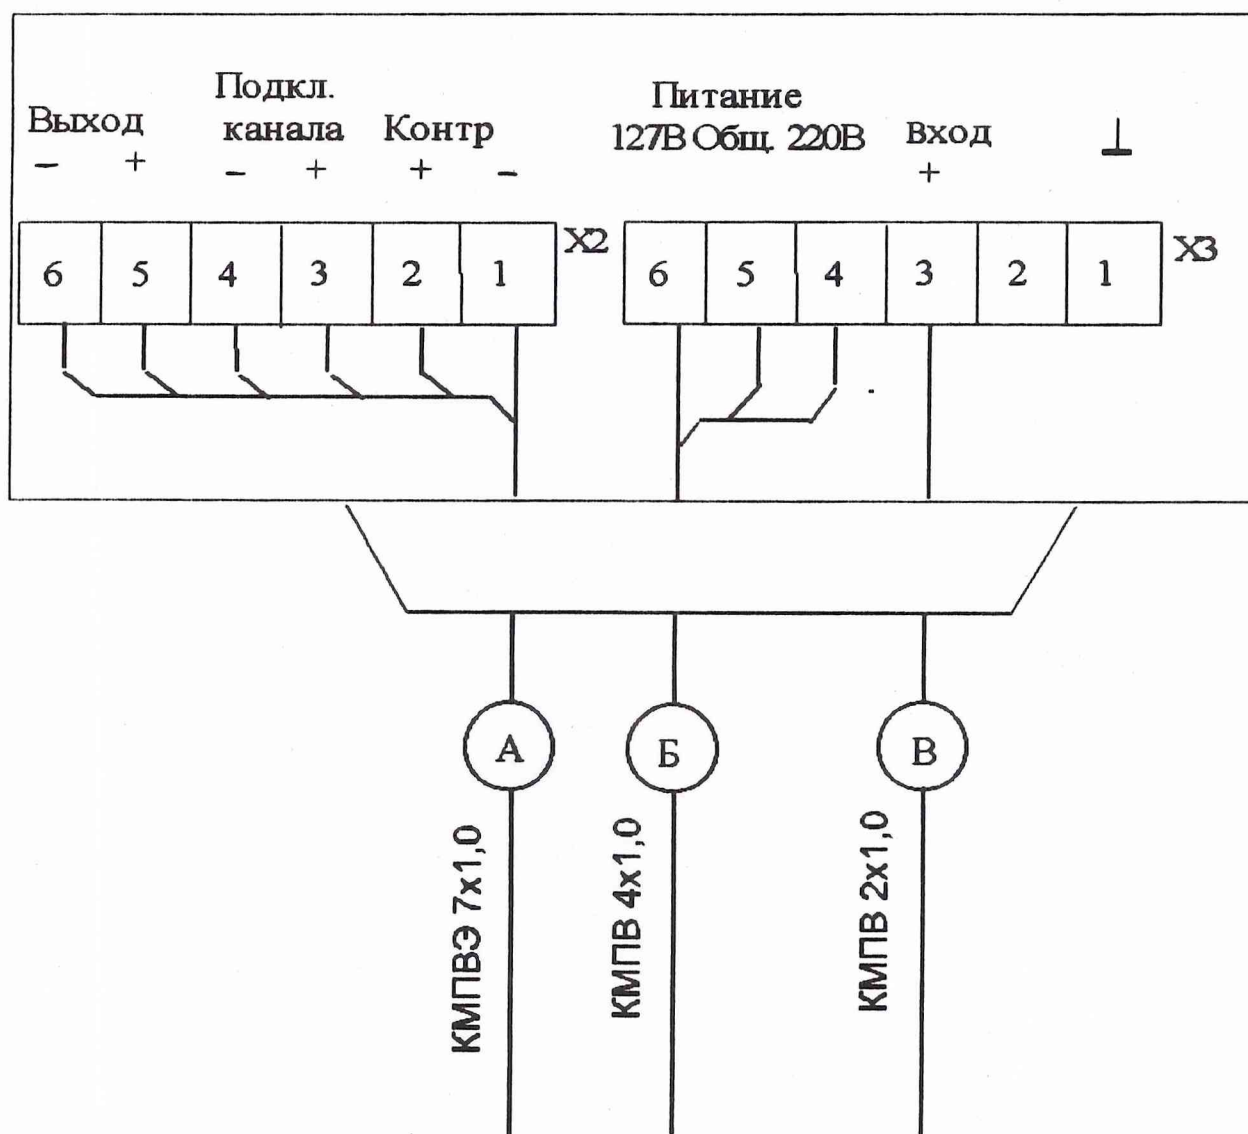 Выход
− +
Подкл.
канала
− +
Контр
+ −
Питание
127В Общ. 220В
вход
+
6 5 4 3 2 1
X2
6 5 4 3 2 1
X3
А
Б
В
КМПВЭ 7х1,0
КМПВ 4х1,0
КМПВ 2х1,0